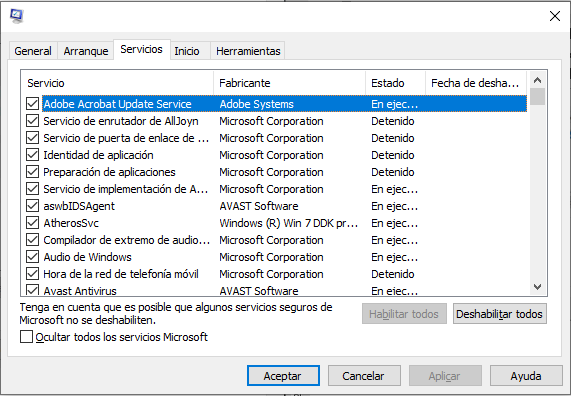 General Arranque Servicios Inicio Herramientas
Servicio Fabricante Estado Fecha de desha...
Adobe Acrobat Update Service Adobe Systems En ejec...
Servicio de enrutador de AllJoyn Microsoft Corporation Detenido
Servicio de puerta de enlace de ... Microsoft Corporation Detenido
Identidad de aplicación Microsoft Corporation Detenido
Preparación de aplicaciones Microsoft Corporation Detenido
Servicio de implementación de A... Microsoft Corporation En ejec...
aswbIDSAgent AVAST Software En ejec...
AtherosSvc Windows (R) Win 7 DDK pr... En ejec...
Compilador de extremo de audio... Microsoft Corporation En ejec...
Audio de Windows Microsoft Corporation En ejec...
Hora de la red de telefonía móvil Microsoft Corporation Detenido
Avast Antivirus AVAST Software En ejec...
Tenga en cuenta que es posible que algunos servicios seguros de
Microsoft no se deshabiliten.
Habilitar todos Deshabilitar todos
Ocultar todos los servicios Microsoft
Aceptar Cancelar Aplicar Ayuda